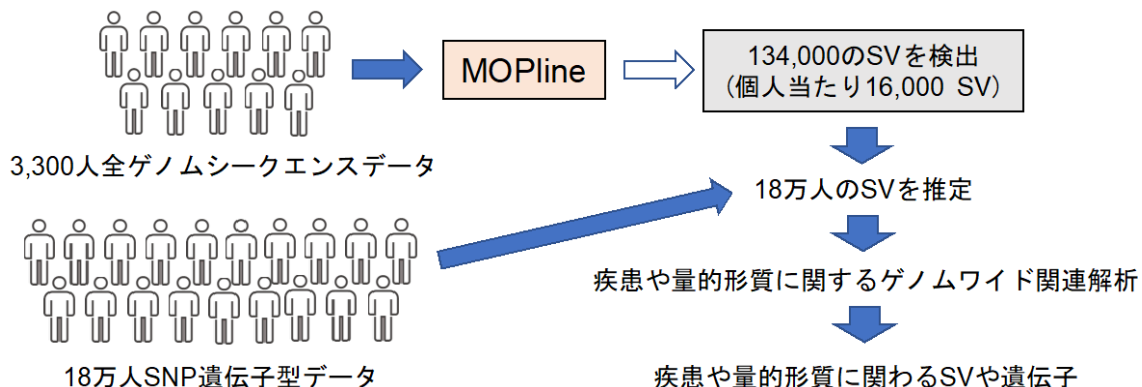 MOPline
134,000のSVを検出
（個人当たり16,000 SV）
3,300人全ゲノムシークエンスデータ
18万人のSVを推定
疾患や量的形質に関するゲノムワイド関連解析
18万人SNP遺伝子型データ
疾患や量的形質に関わるSVや遺伝子